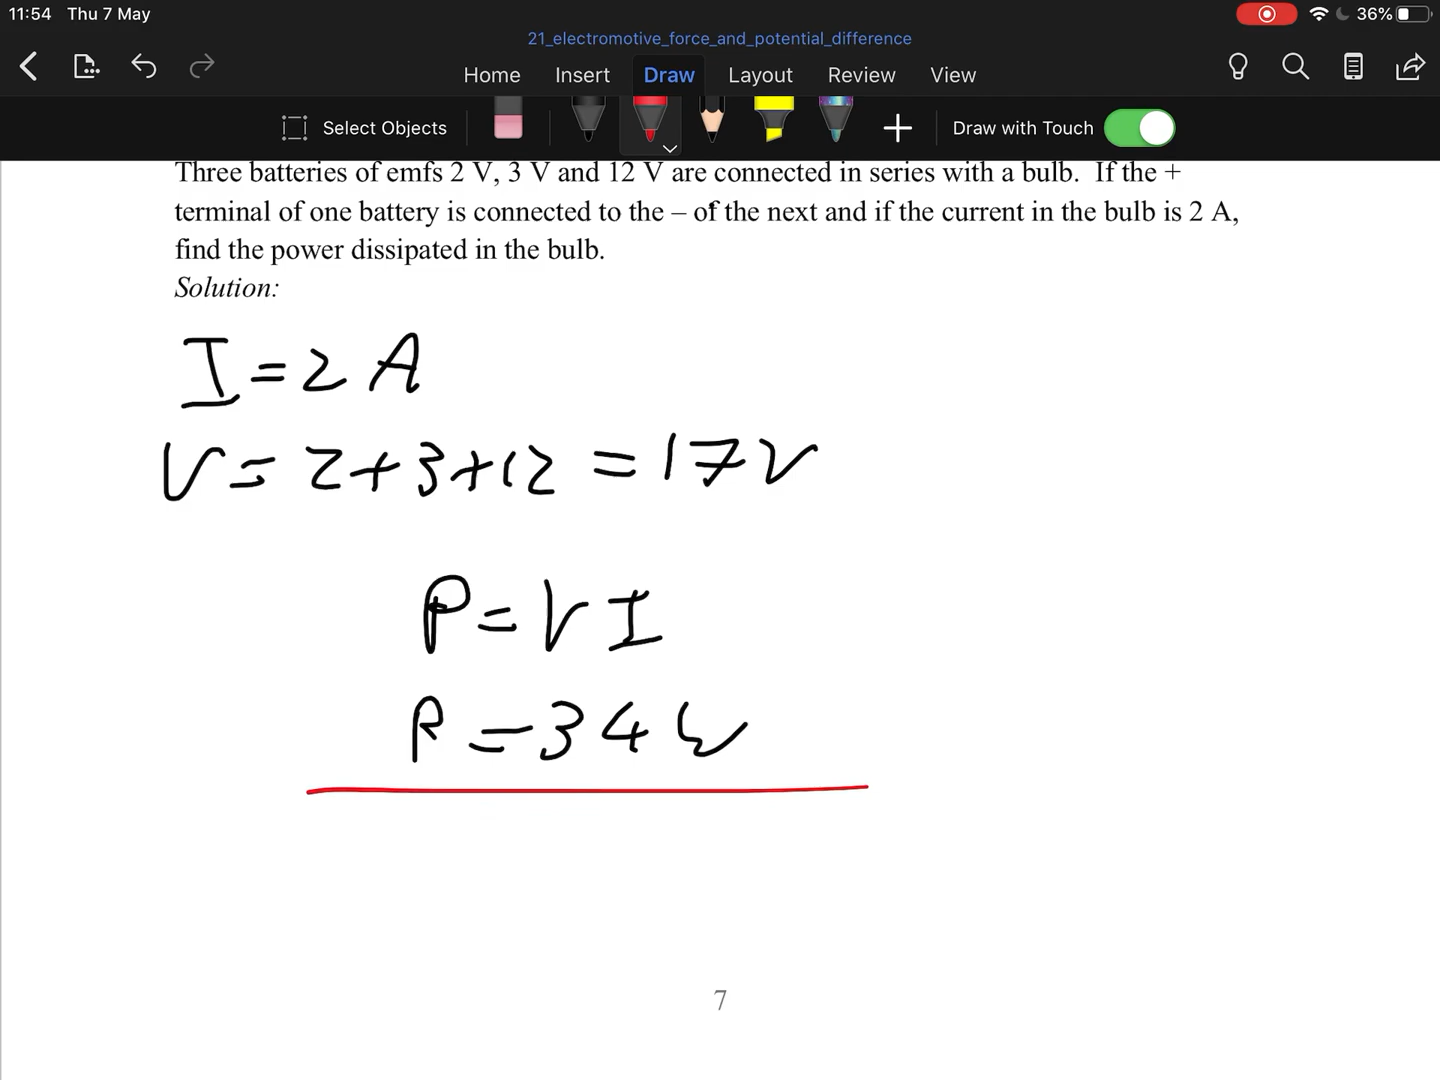 11:54 Thu 7 May 36%
21_electromotive_force_and_potential_difference
Home Insert Draw Layout Review View
Select Objects Draw with Touch
Three batteries of emfs 2 V, 3 V and 12 V are connected in series with a bulb. If the +
terminal of one battery is connected to the – of the next and if the current in the bulb is 2 A,
find the power dissipated in the bulb.
Solution:
I = 2 A
V = 2 + 3 + 12 = 17 V
P = V I
P = 34 W
7